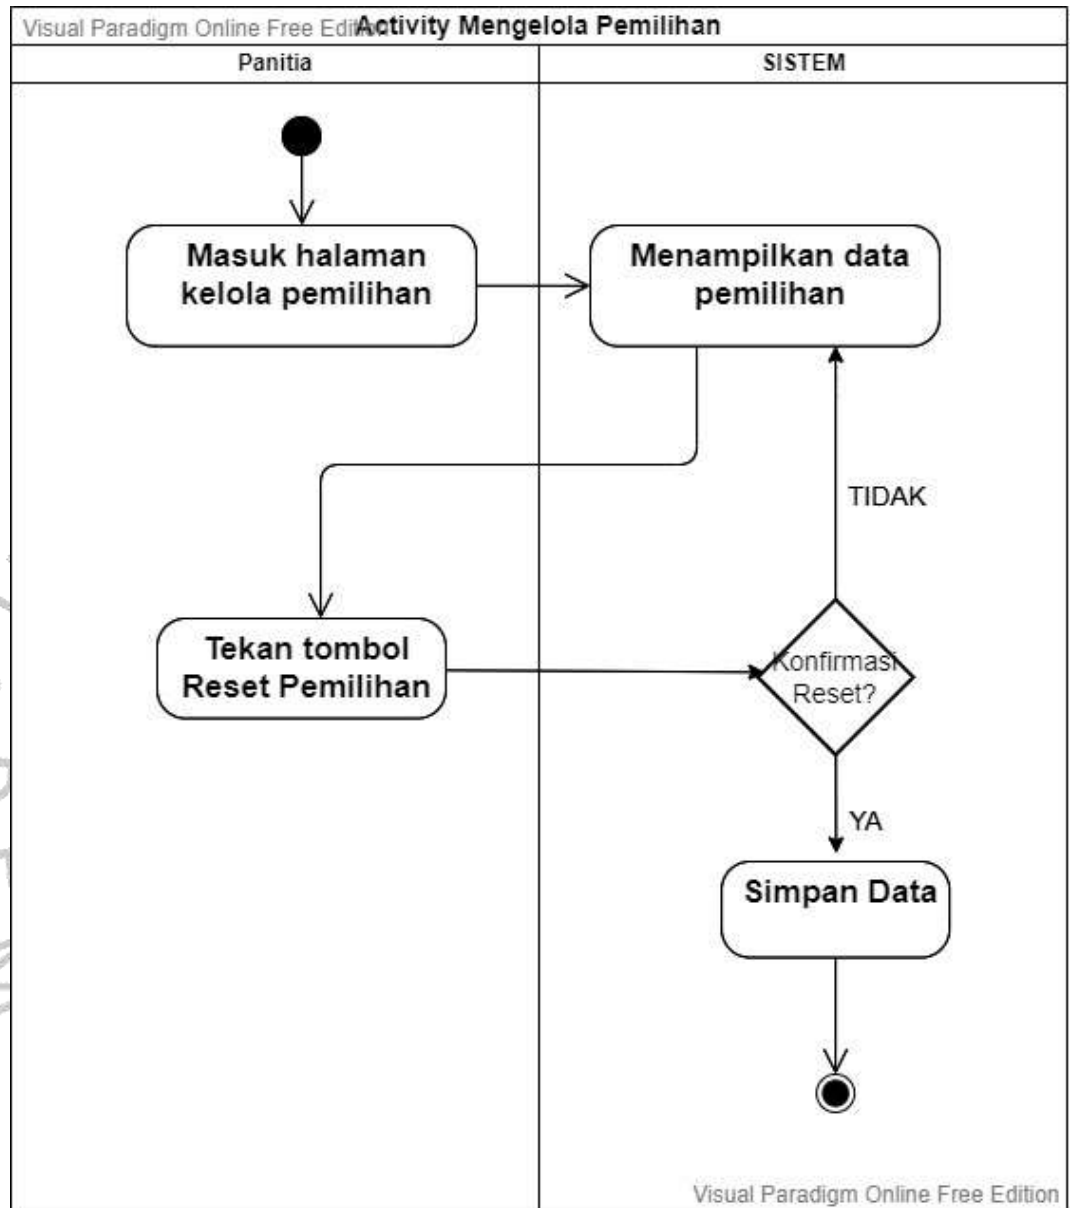 Visual Paradigm Online Free Edition
Activity Mengelola Pemilihan
Panitia
SISTEM
Masuk halaman
kelola pemilihan
Menampilkan data
pemilihan
TIDAK
Tekan tombol
Reset Pemilihan
Konfirmasi
Reset?
YA
Simpan Data
Visual Paradigm Online Free Edition